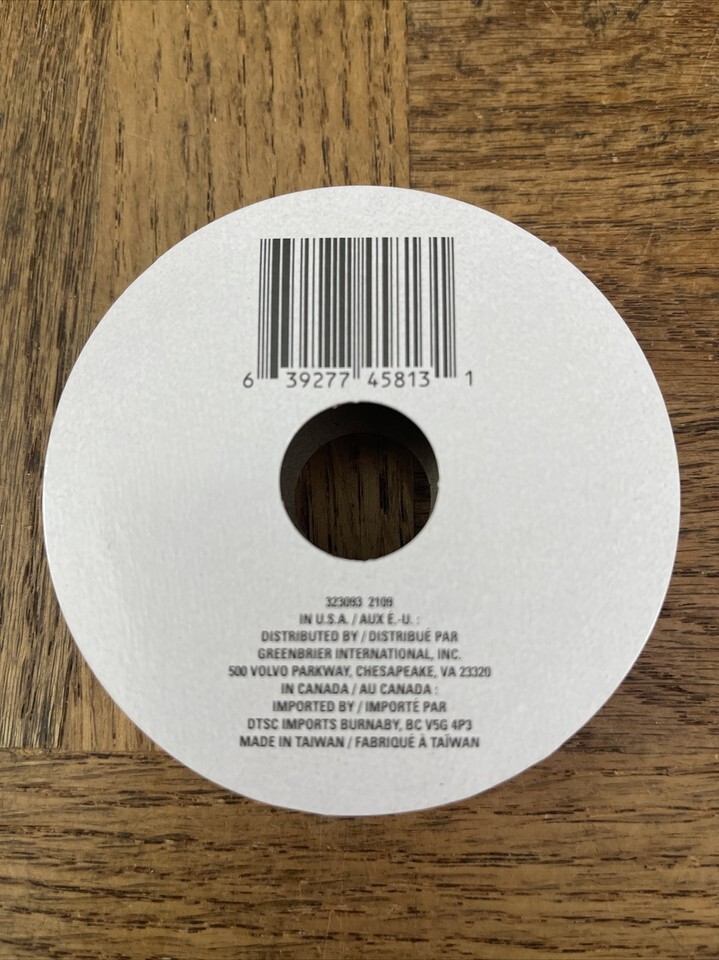 6 39277 45813 1
323093 2109
IN U.S.A. / AUX É.-U. :
DISTRIBUTED BY / DISTRIBUÉ PAR
GREENBRIER INTERNATIONAL, INC.
500 VOLVO PARKWAY, CHESAPEAKE, VA 23320
IN CANADA / AU CANADA :
IMPORTED BY / IMPORTÉ PAR
DTSC IMPORTS BURNABY, BC V5G 4P3
MADE IN TAIWAN / FABRIQUÉ À TAÏWAN